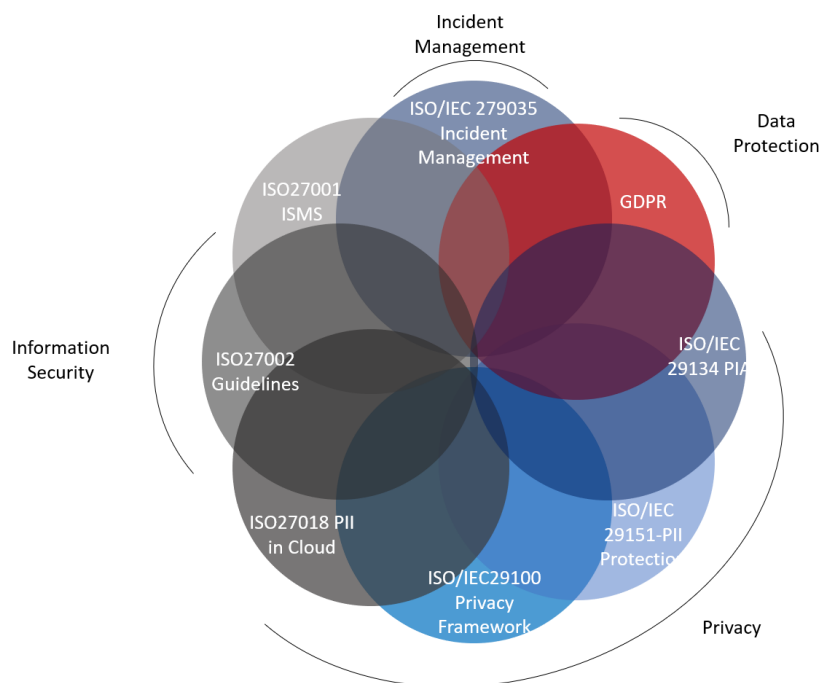 Incident
Management
ISO/IEC 279035
Incident
Management
Data
Protection
ISO27001
ISMS
GDPR
Information
Security
ISO27002
Guidelines
ISO/IEC
29134 PIA
ISO27018 PII
in Cloud
ISO/IEC
29151-PII
Protection
ISO/IEC29100
Privacy
Framework
Privacy